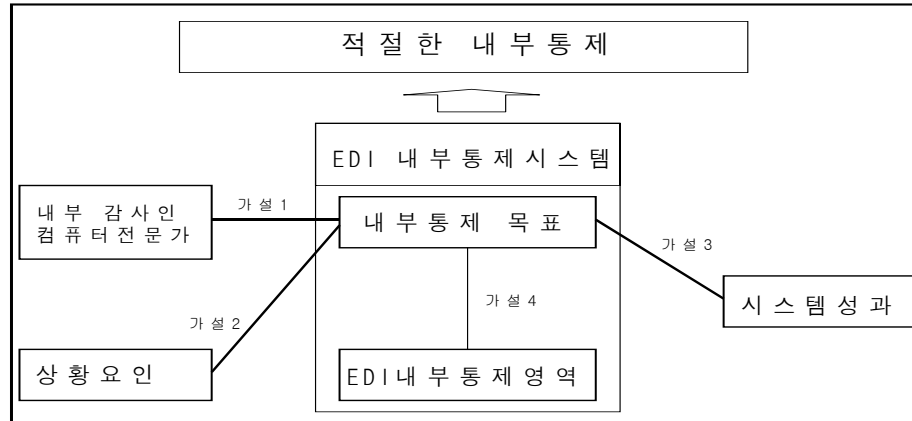 적절한 내부통제
EDI 내부통제시스템
내부 감사인
컴퓨터전문가
가설1
내부통제 목표
가설3
가설4
시스템성과
가설2
상황요인
EDI내부통제영역